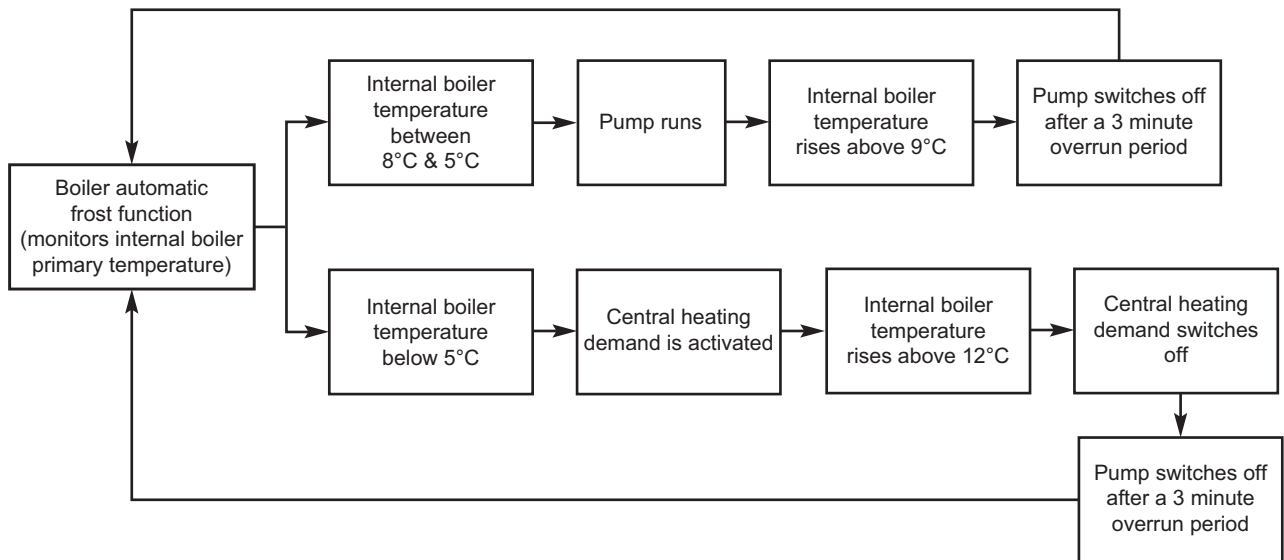 Boiler automatic
frost function
(monitors internal boiler
primary temperature)
Internal boiler
temperature
between
8°C & 5°C
Pump runs
Internal boiler
temperature
rises above 9°C
Pump switches off
after a 3 minute
overrun period
Internal boiler
temperature
below 5°C
Central heating
demand is activated
Internal boiler
temperature
rises above 12°C
Central heating
demand switches
off
Pump switches off
after a 3 minute
overrun period